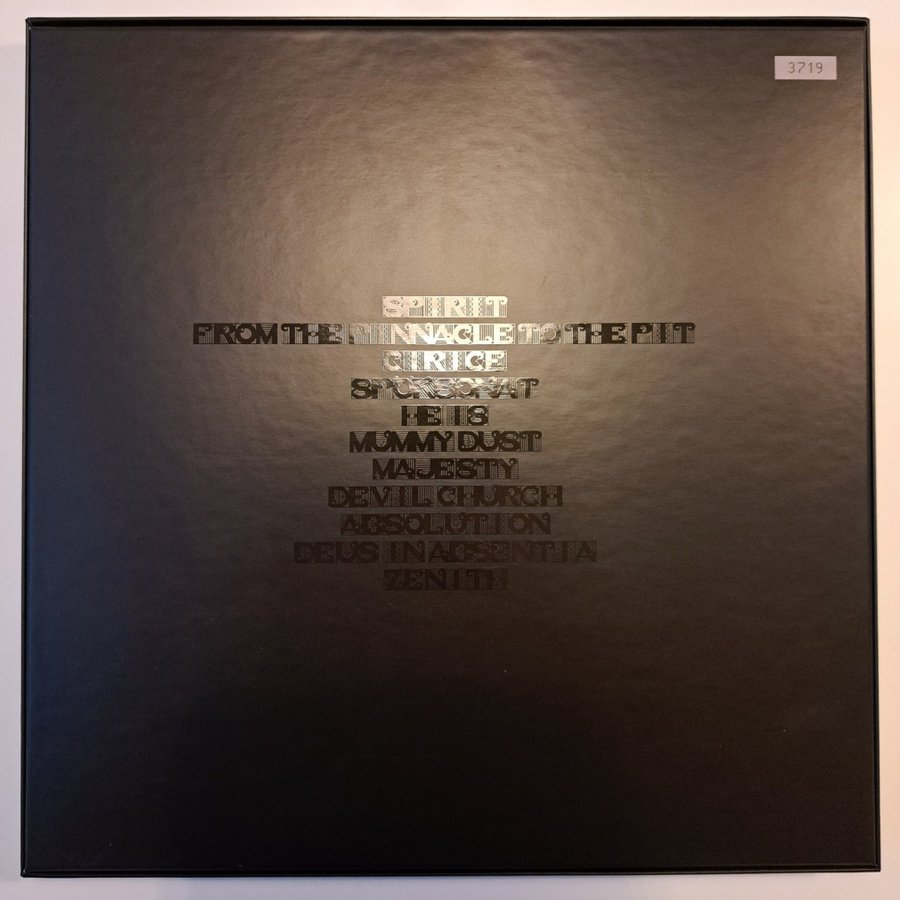 3719
SPIRIT
FROM THE PINNACLE TO THE PIT
CIRICE
SPÖKSONAT
HE IS
MUMMY DUST
MAJESTY
DEVIL CHURCH
ABSOLUTION
DEUS IN ABSENTIA
ZENITH